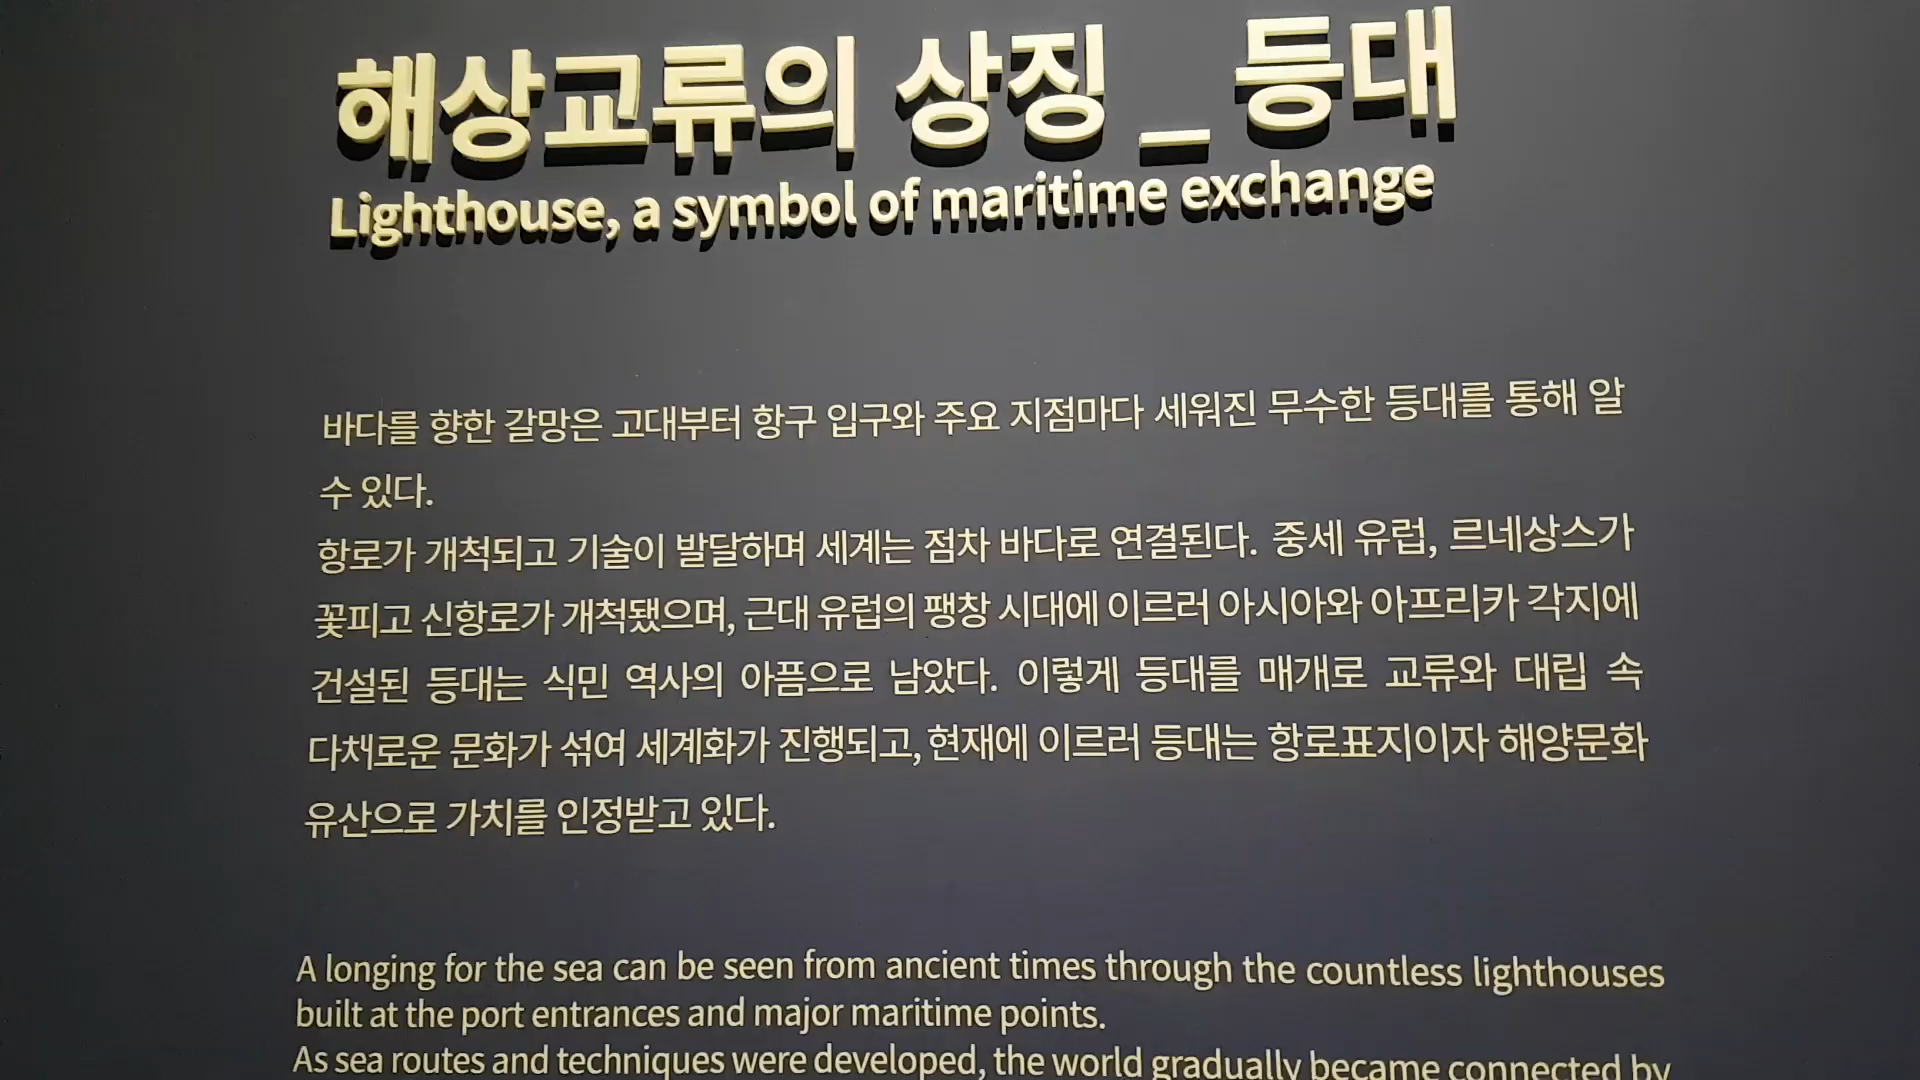 해상교류의 상징 _ 등대
Lighthouse, a symbol of maritime exchange
바다를 향한 갈망은 고대부터 항구 입구와 주요 지점마다 세워진 무수한 등대를 통해 알
수 있다.
항로가 개척되고 기술이 발달하며 세계는 점차 바다로 연결된다. 중세 유럽, 르네상스가
꽃피고 신항로가 개척됐으며, 근대 유럽의 팽창 시대에 이르러 아시아와 아프리카 각지에
건설된 등대는 식민 역사의 아픔으로 남았다. 이렇게 등대를 매개로 교류와 대립 속
다채로운 문화가 섞여 세계화가 진행되고, 현재에 이르러 등대는 항로표지이자 해양문화
유산으로 가치를 인정받고 있다.
A longing for the sea can be seen from ancient times through the countless lighthouses
built at the port entrances and major maritime points.
As sea routes and techniques were developed, the world gradually became connected by